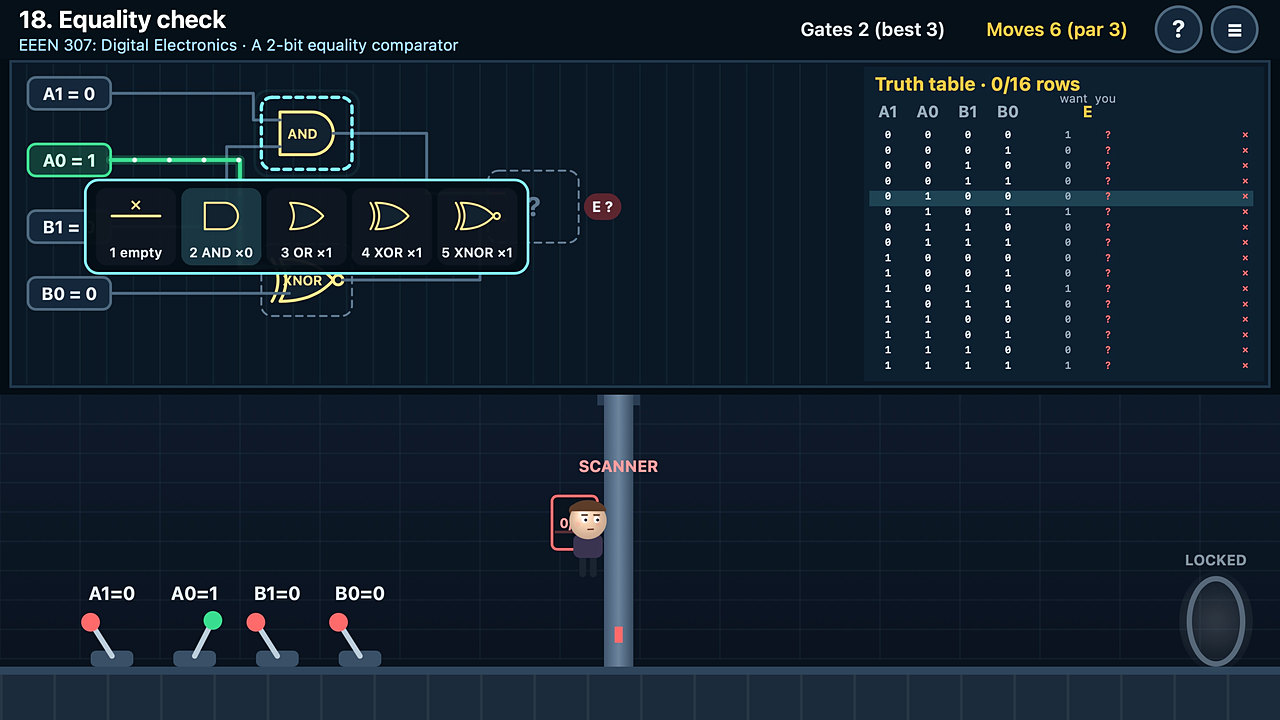 18. Equality check
EEEN 307: Digital Electronics · A 2-bit equality comparator
Gates 2 (best 3)
Moves 6 (par 3)
?
≡
A1 = 0
A0 = 1
B1 =
B0 = 0
AND
?
E ?
XNOR
×
1 empty
2 AND ×0
3 OR ×1
4 XOR ×1
5 XNOR ×1
Truth table · 0/16 rows
want you
A1 A0 B1 B0 E
0 0 0 0 1 ? ×
0 0 0 1 0 ? ×
0 0 1 0 0 ? ×
0 0 1 1 0 ? ×
0 1 0 0 0 ? ×
0 1 0 1 1 ? ×
0 1 1 0 0 ? ×
0 1 1 1 0 ? ×
1 0 0 0 0 ? ×
1 0 0 1 0 ? ×
1 0 1 0 1 ? ×
1 0 1 1 0 ? ×
1 1 0 0 0 ? ×
1 1 0 1 0 ? ×
1 1 1 0 0 ? ×
1 1 1 1 1 ? ×
SCANNER
LOCKED
A1=0
A0=1
B1=0
B0=0